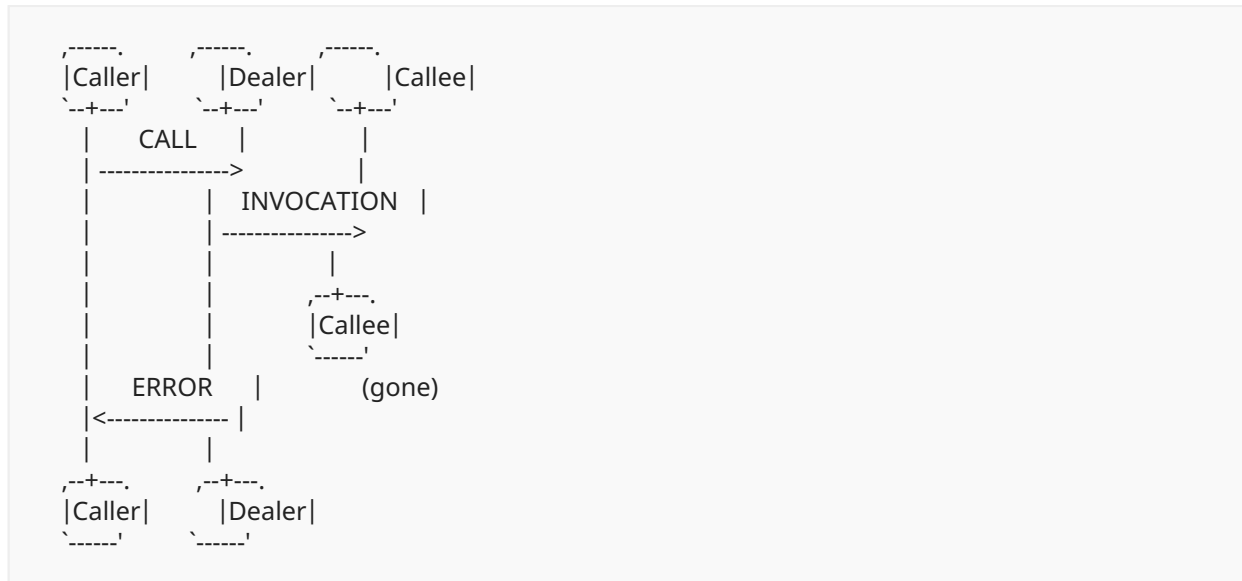 ,------.          ,------.          ,------.
|Caller|          |Dealer|          |Callee|
`--+---'          `--+---'          `--+---'
|       CALL      |                 |
| ---------------->                 |
|                 |    INVOCATION   |
|                 | ---------------->
|                 |                 |
|                 |              ,--+---.
|                 |              |Callee|
|                 |              `------'
|       ERROR      |               (gone)
|<--------------- |
|                 |
,--+---.          ,--+---.
|Caller|          |Dealer|
`------'          `------'